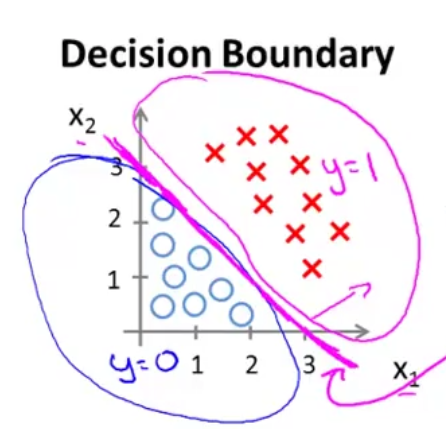 Decision Boundary
x2
3
y=1
2
1
y=0 1 2 3 x1